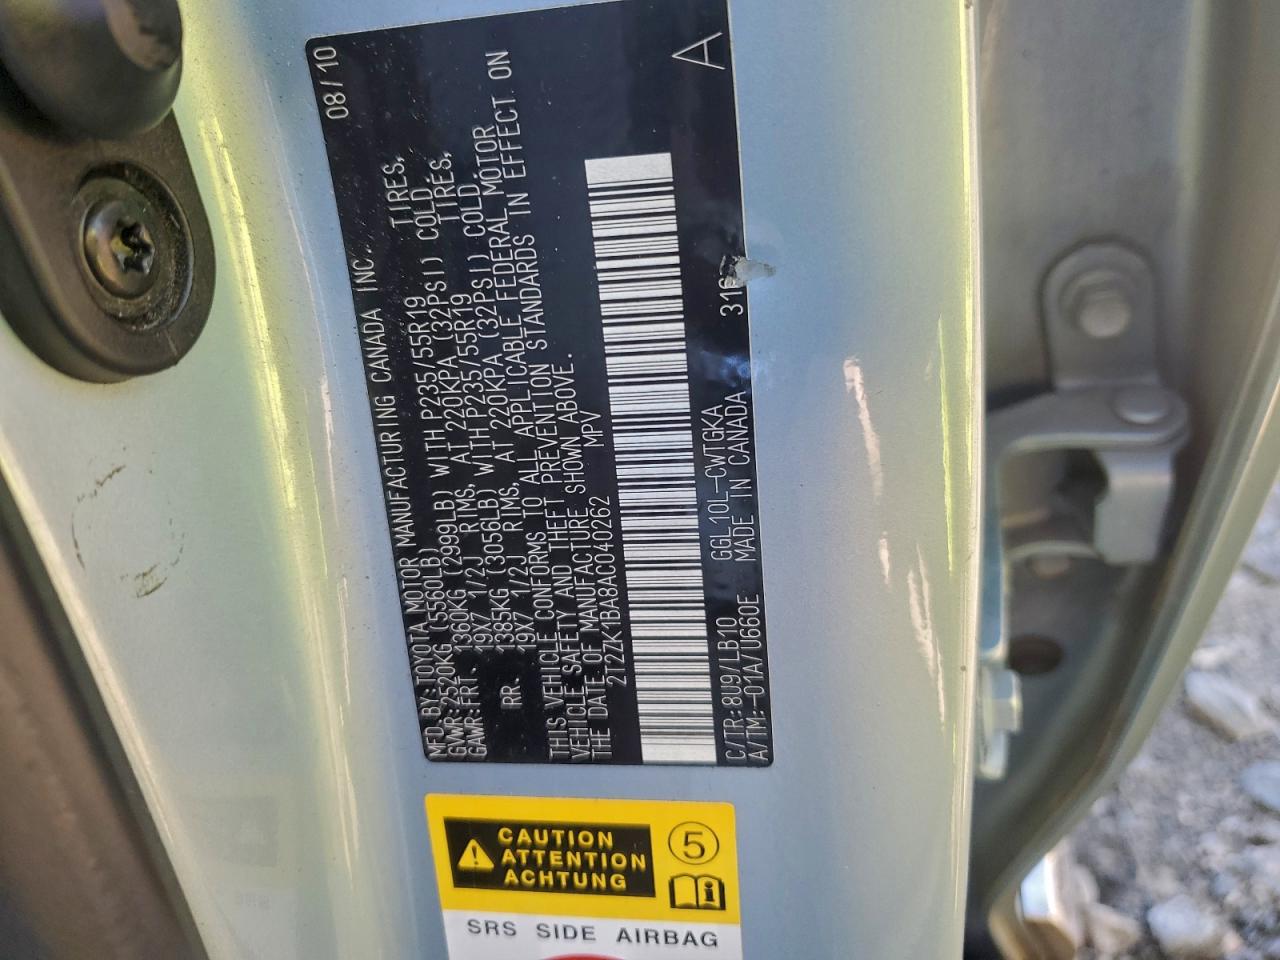 MFD.BY:TOYOTA MOTOR MANUFACTURING CANADA INC. 08/10
GVWR:2520KG (5560LB)
GAWR:FRT. 1360KG (2999LB) WITH P235/55R19 TIRES,
19X7 1/2J RIMS, AT 220KPA (32PSI) COLD.
RR. 1385KG (3056LB) WITH P235/55R19 TIRES,
19X7 1/2J RIMS, AT 220KPA (32PSI) COLD.
THIS VEHICLE CONFORMS TO ALL APPLICABLE FEDERAL MOTOR
VEHICLE SAFETY AND THEFT PREVENTION STANDARDS IN EFFECT ON
THE DATE OF MANUFACTURE SHOWN ABOVE.
2T2ZK1BA8AC040262 MPV
A
C/TR:8U9/LB10 GGL10L-CWTGKA
A/TM:-01A/U660E MADE IN CANADA
CAUTION
ATTENTION
ACHTUNG
5
SRS SIDE AIRBAG